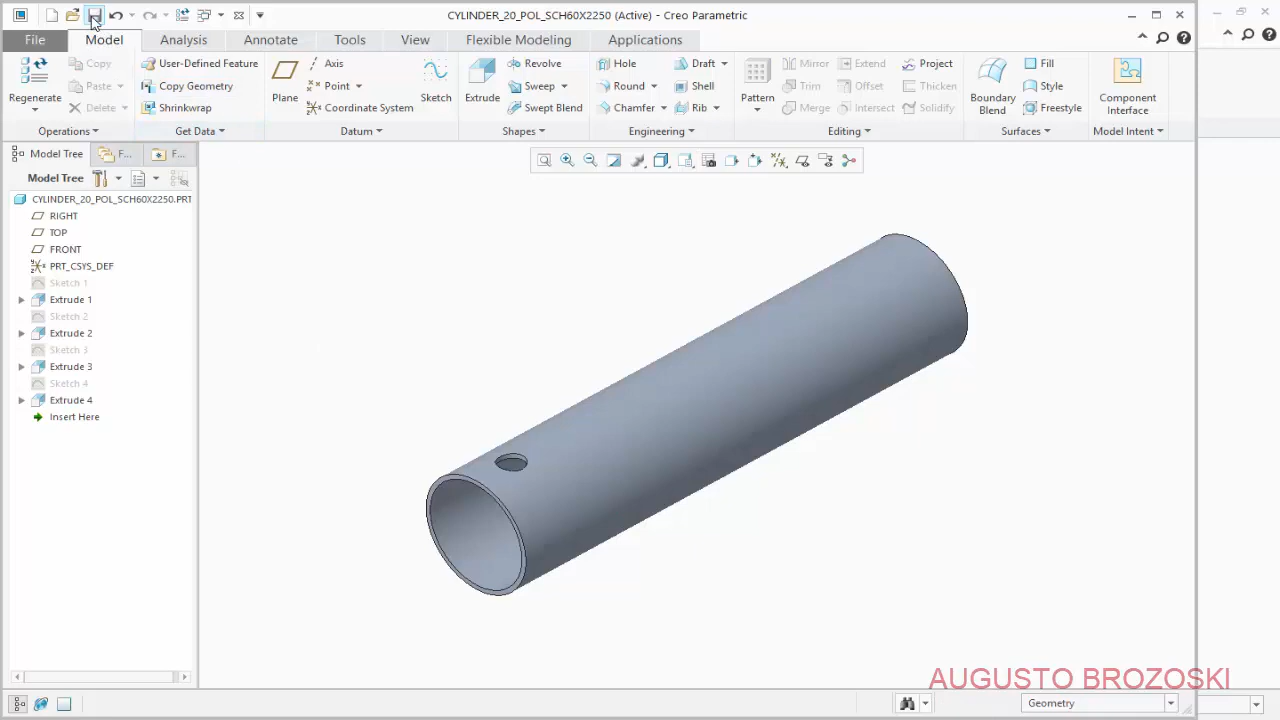 CYLINDER_20_POL_SCH60X2250 (Active) - Creo Parametric
File Model Analysis Annotate Tools View Flexible Modeling Applications
Regenerate
Copy
Paste
Delete
Operations
User-Defined Feature
Copy Geometry
Shrinkwrap
Get Data
Plane
Axis
Point
Coordinate System
Sketch
Datum
Extrude
Revolve
Sweep
Swept Blend
Shapes
Hole
Round
Chamfer
Draft
Shell
Rib
Engineering
Pattern
Mirror
Trim
Merge
Extend
Offset
Intersect
Project
Thicken
Solidify
Editing
Boundary
Blend
Fill
Style
Freestyle
Surfaces
Component
Interface
Model Intent
Model Tree F... F...
Model Tree
CYLINDER_20_POL_SCH60X2250.PRT
RIGHT
TOP
FRONT
PRT_CSYS_DEF
Sketch 1
Extrude 1
Sketch 2
Extrude 2
Sketch 3
Extrude 3
Sketch 4
Extrude 4
Insert Here
AUGUSTO BROZOSKI
Geometry